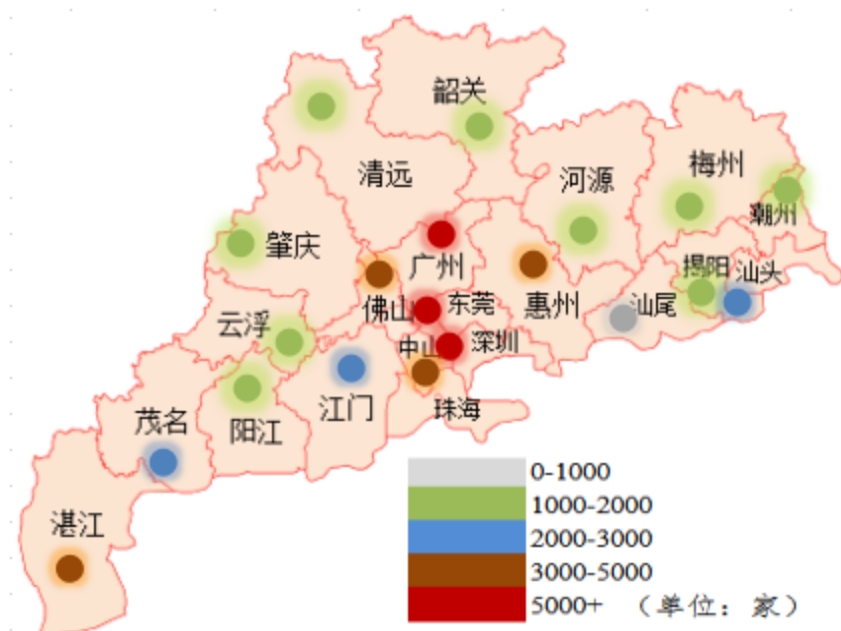 韶关
清远
河源
梅州
潮州
肇庆
广州
揭阳
汕头
佛山
东莞
惠州
汕尾
云浮
中山
深圳
茂名
阳江
江门
珠海
湛江
0-1000
1000-2000
2000-3000
3000-5000
5000+ （单位：家）